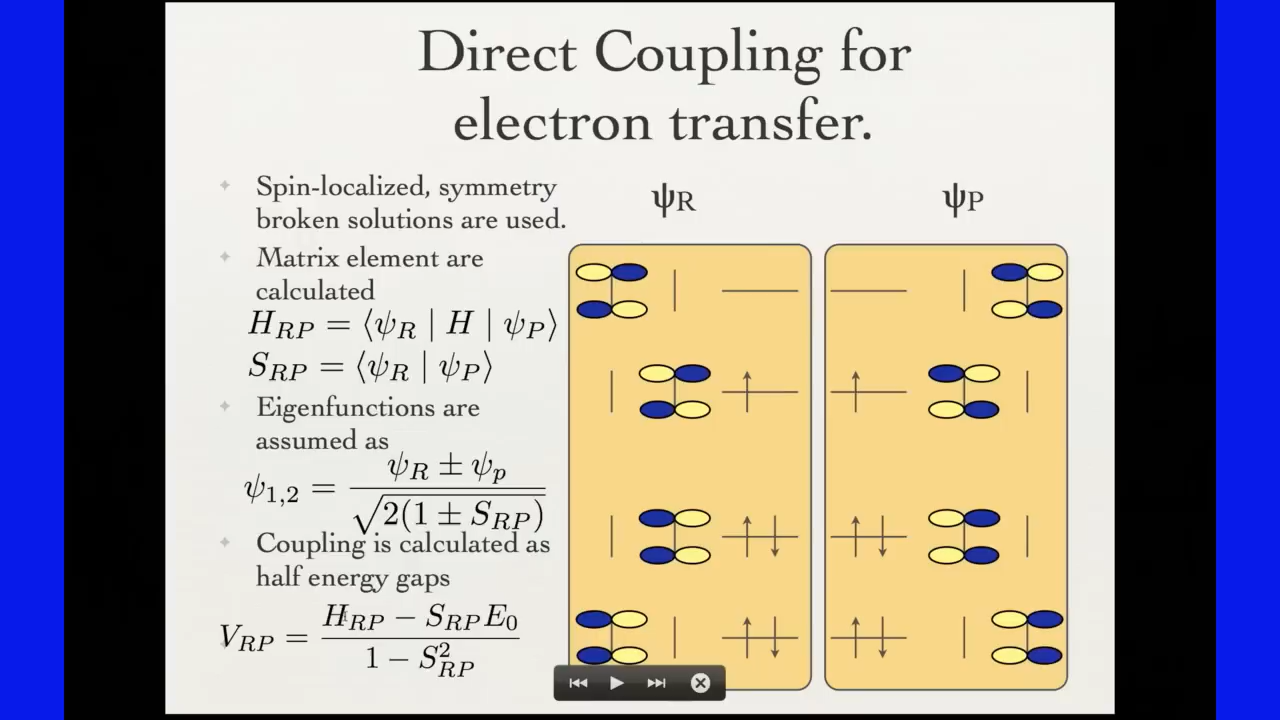 Direct Coupling for
electron transfer.
Spin-localized, symmetry
broken solutions are used.
Matrix element are
calculated
H_{RP} = ⟨ψ_R | H | ψ_P⟩
S_{RP} = ⟨ψ_R | ψ_P⟩
Eigenfunctions are
assumed as
ψ_{1,2} = \frac{ψ_R ± ψ_p}{\sqrt{2(1 ± S_{RP})}}
Coupling is calculated as
half energy gaps
V_{RP} = \frac{H_{RP} − S_{RP}E_0}{1 − S_{RP}^2}
ψR
ψP